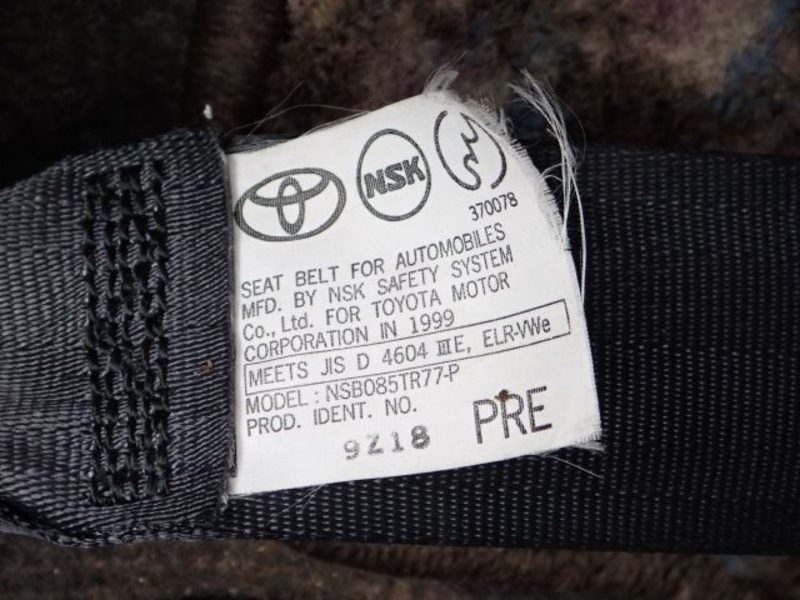 NSK
370078
SEAT BELT FOR AUTOMOBILES
MFD. BY NSK SAFETY SYSTEM
Co., Ltd. FOR TOYOTA MOTOR
CORPORATION IN 1999
MEETS JIS D 4604 ⅢE, ELR-VWe
MODEL : NSB085TR77-P
PROD. IDENT. NO.
9Z18 PRE